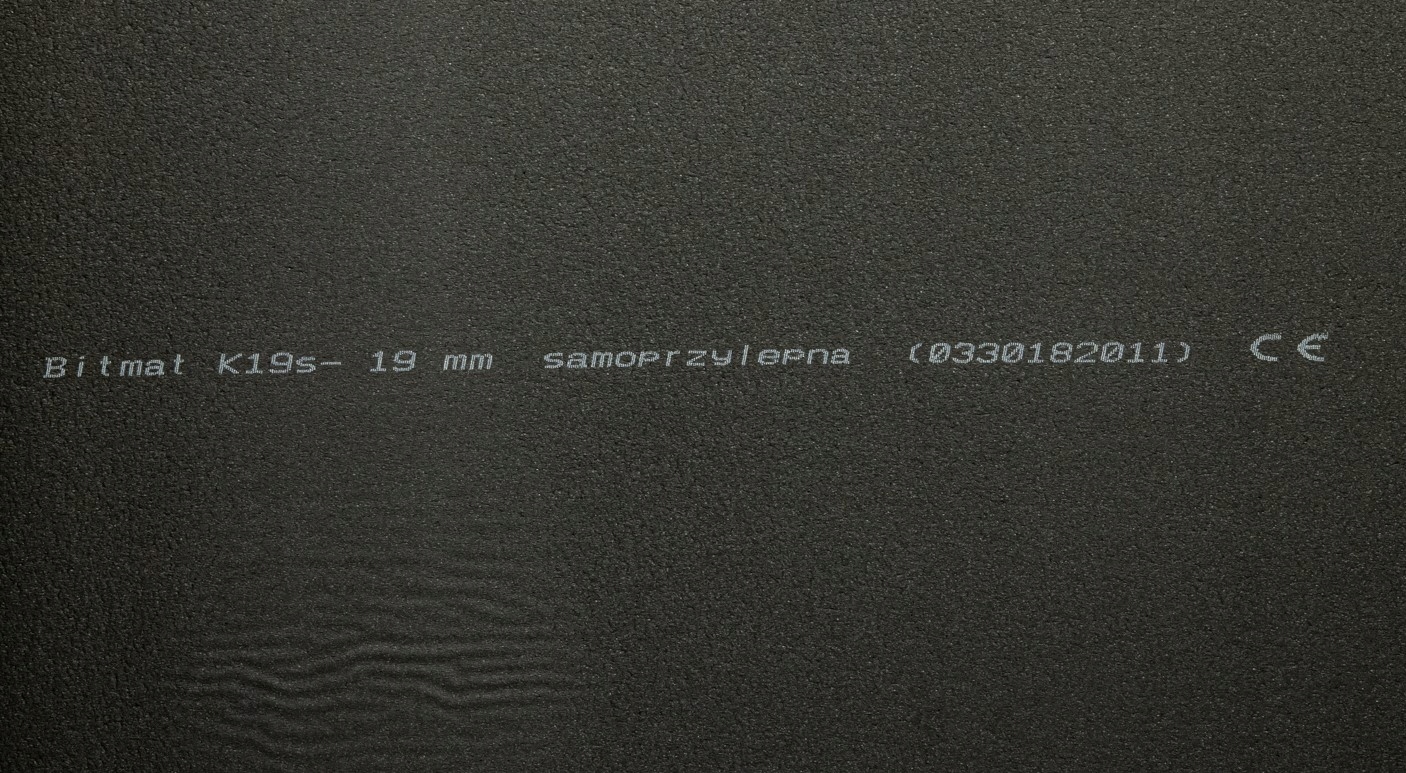 Bitmat K19s- 19 mm samoprzylepna (0330182011) CE